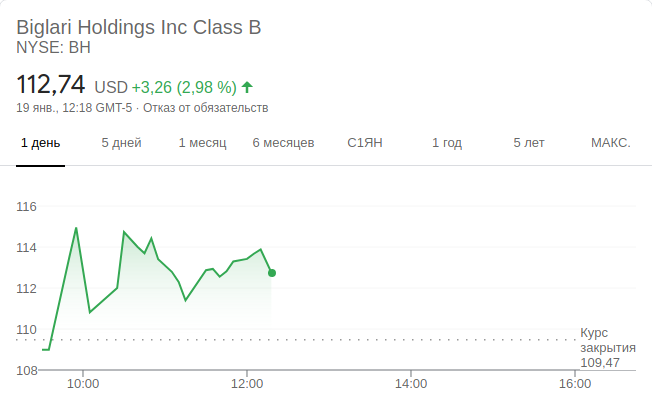 Biglari Holdings Inc Class B
NYSE: BH
112,74 USD +3,26 (2,98 %)
19 янв., 12:18 GMT-5 · Отказ от обязательств
1 день 5 дней 1 месяц 6 месяцев С1ЯН 1 год 5 лет МАКС.
116
114
112
110
Курс
закрытия
109,47
108
10:00 12:00 14:00 16:00